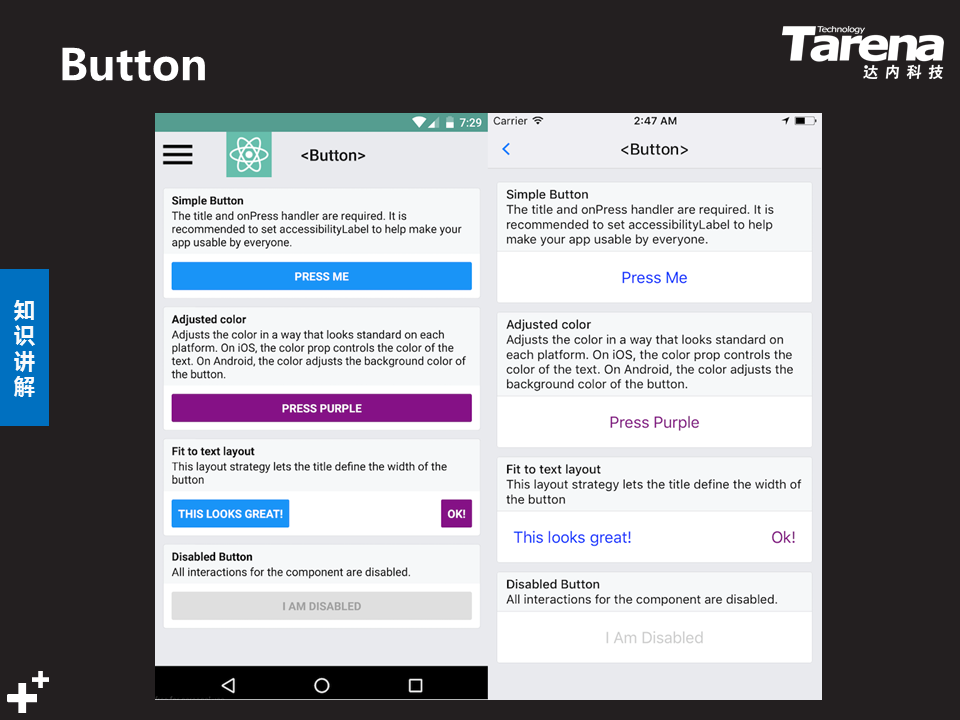 Button
Technology
Tarena
达内科技
知识讲解
7:29
<Button>
Simple Button
The title and onPress handler are required. It is
recommended to set accessibilityLabel to help make your
app usable by everyone.
PRESS ME
Adjusted color
Adjusts the color in a way that looks standard on each
platform. On iOS, the color prop controls the color of the
text. On Android, the color adjusts the background color of
the button.
PRESS PURPLE
Fit to text layout
This layout strategy lets the title define the width of the
button
THIS LOOKS GREAT!
OK!
Disabled Button
All interactions for the component are disabled.
I AM DISABLED
Carrier
2:47 AM
<Button>
Simple Button
The title and onPress handler are required. It is
recommended to set accessibilityLabel to help
make your app usable by everyone.
Press Me
Adjusted color
Adjusts the color in a way that looks standard on
each platform. On iOS, the color prop controls the
color of the text. On Android, the color adjusts the
background color of the button.
Press Purple
Fit to text layout
This layout strategy lets the title define the width of
the button
This looks great!
Ok!
Disabled Button
All interactions for the component are disabled.
I Am Disabled